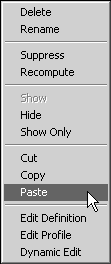 Delete
Rename
Suppress
Recompute
Show
Hide
Show Only
Cut
Copy
Paste
Edit Definition
Edit Profile
Dynamic Edit